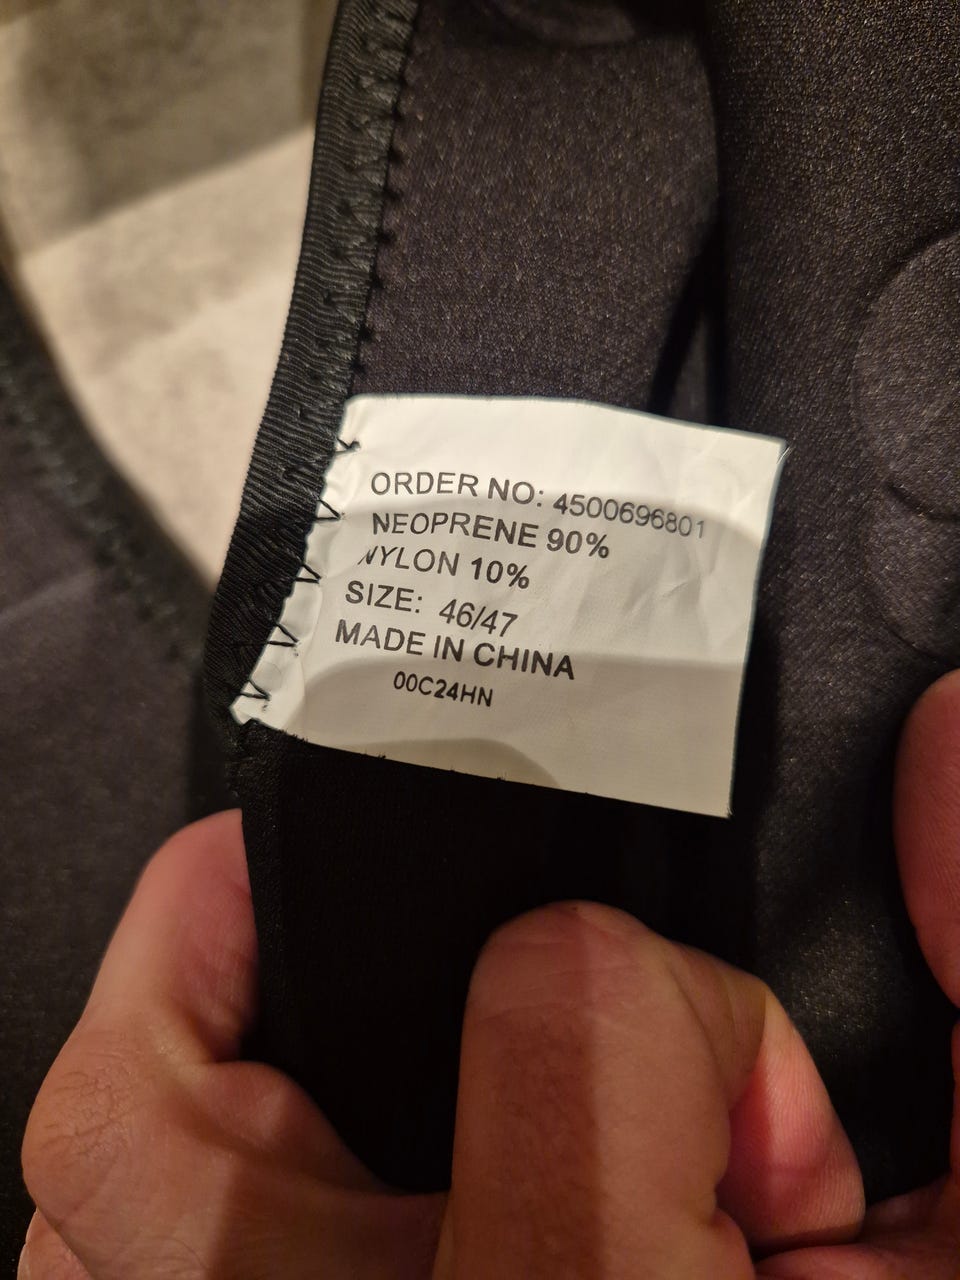 ORDER NO: 4500696801
NEOPRENE 90%
NYLON 10%
SIZE: 46/47
MADE IN CHINA
00C24HN